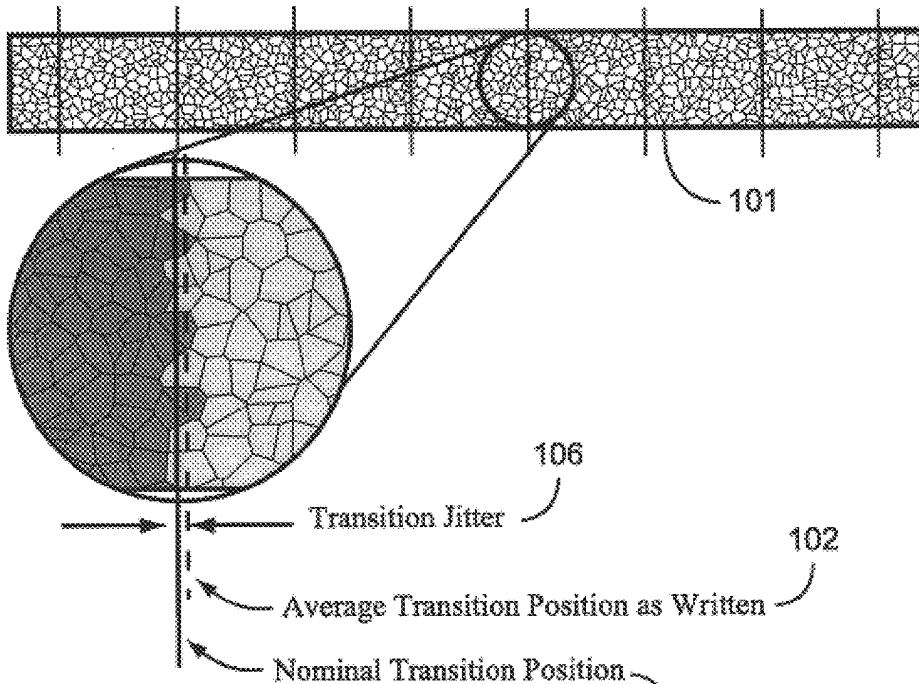 101
106
Transition Jitter
102
Average Transition Position as Written
Nominal Transition Position